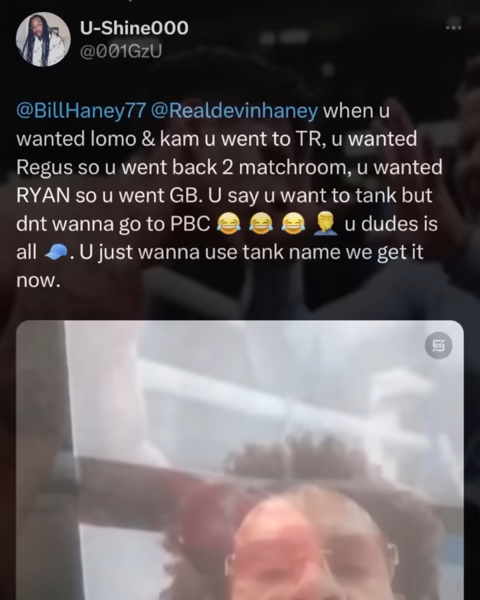 U-Shine000
@001GzU
@BillHaney77 @Realdevinhaney when u
wanted lomo & kam u went to TR, u wanted
Regus so u went back 2 matchroom, u wanted
RYAN so u went GB. U say u want to tank but
dnt wanna go to PBC 😂 😂 😂 🤦‍♂️ u dudes is
all 🧢. U just wanna use tank name we get it
now.